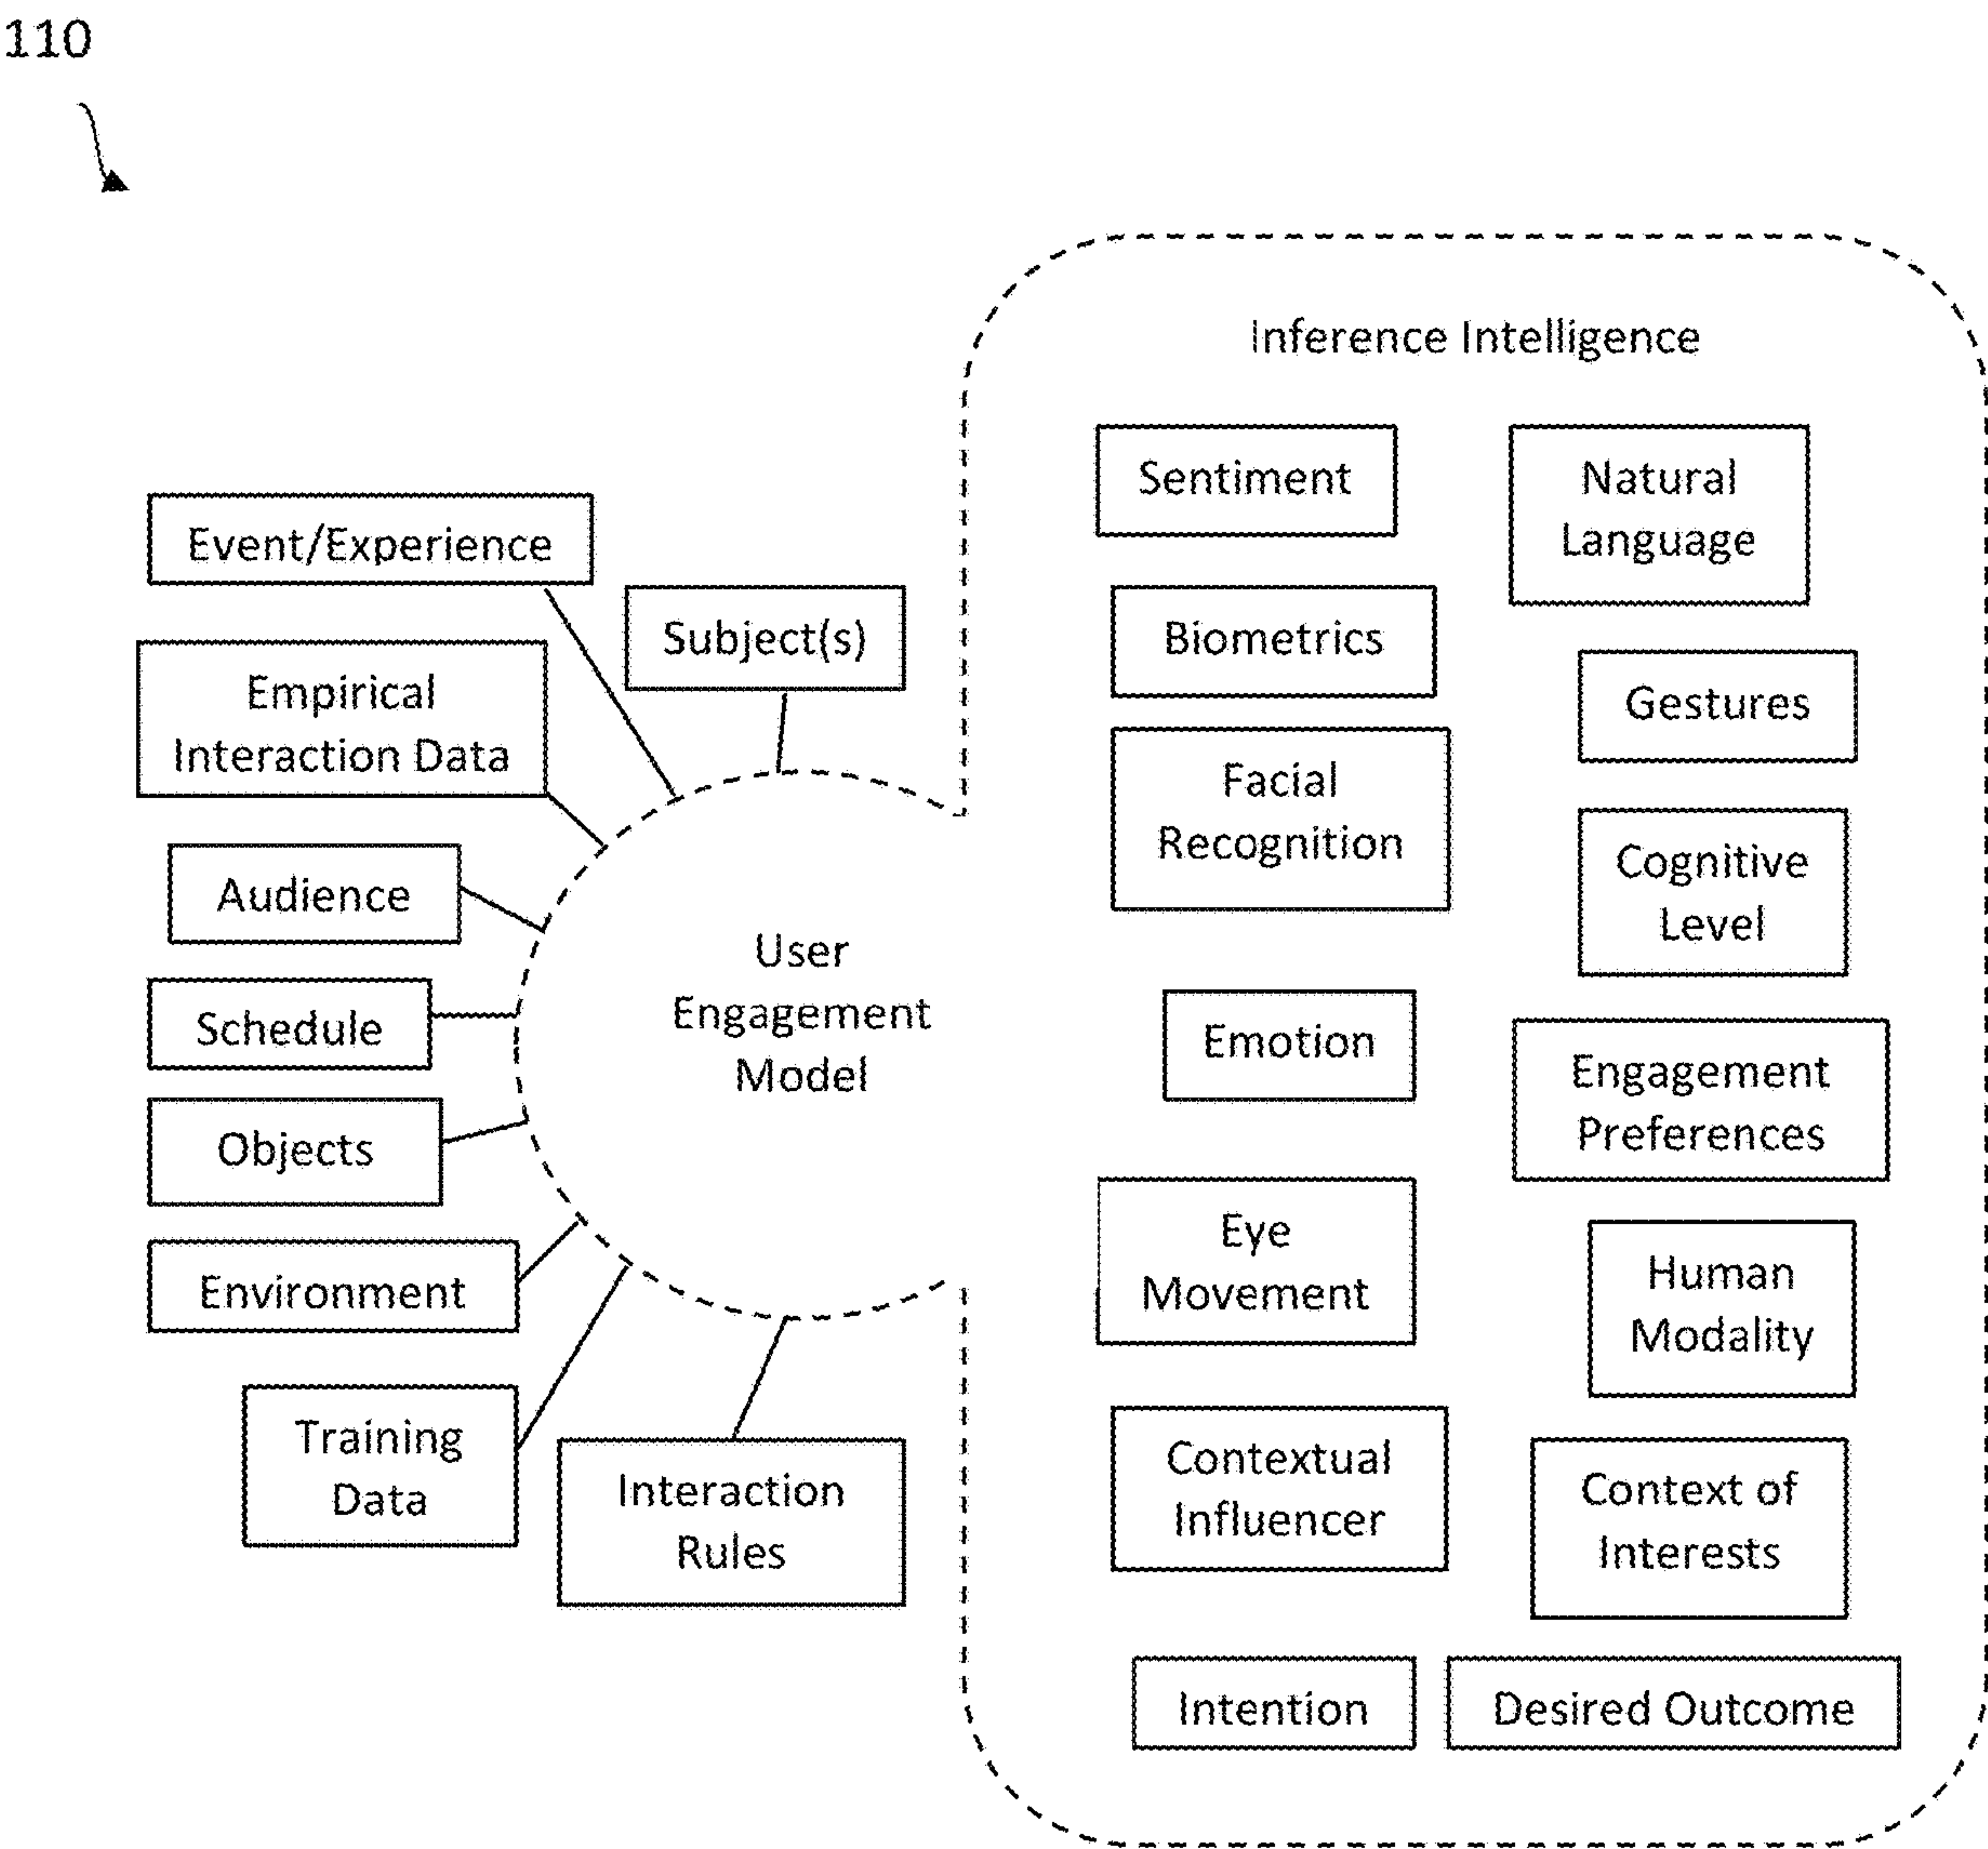 110
Event/Experience
Subject(s)
Empirical
Interaction Data
Audience
Schedule
Objects
Environment
Training
Data
Interaction
Rules
User
Engagement
Model
Inference Intelligence
Sentiment
Natural
Language
Biometrics
Gestures
Facial
Recognition
Cognitive
Level
Emotion
Engagement
Preferences
Eye
Movement
Human
Modality
Contextual
Influencer
Context of
Interests
Intention
Desired Outcome